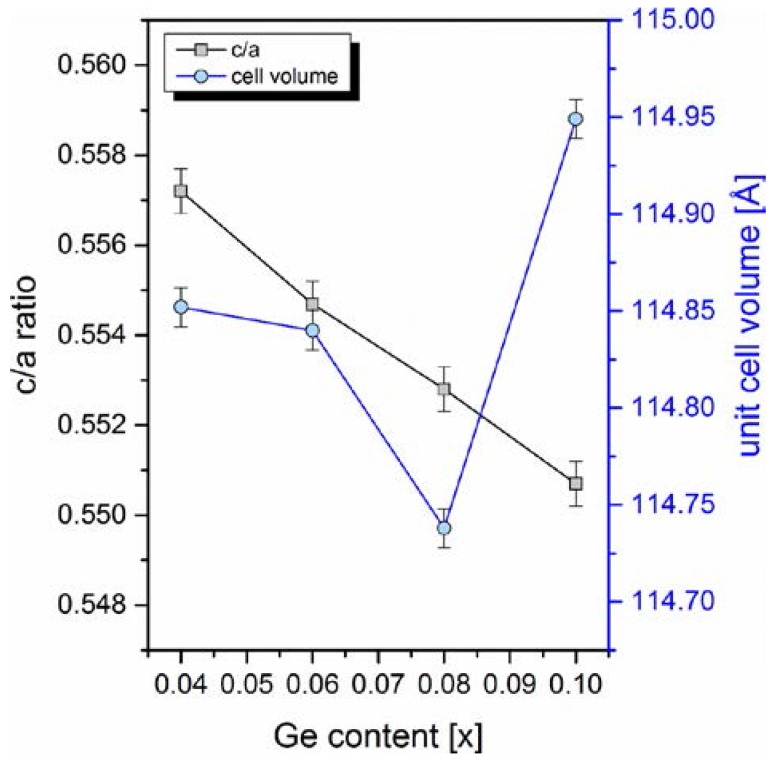 c/a
cell volume
0.560
0.558
0.556
0.554
0.552
0.550
0.548
c/a ratio
115.00
114.95
114.90
114.85
114.80
114.75
114.70
unit cell volume [Å]
0.04 0.05 0.06 0.07 0.08 0.09 0.10
Ge content [x]